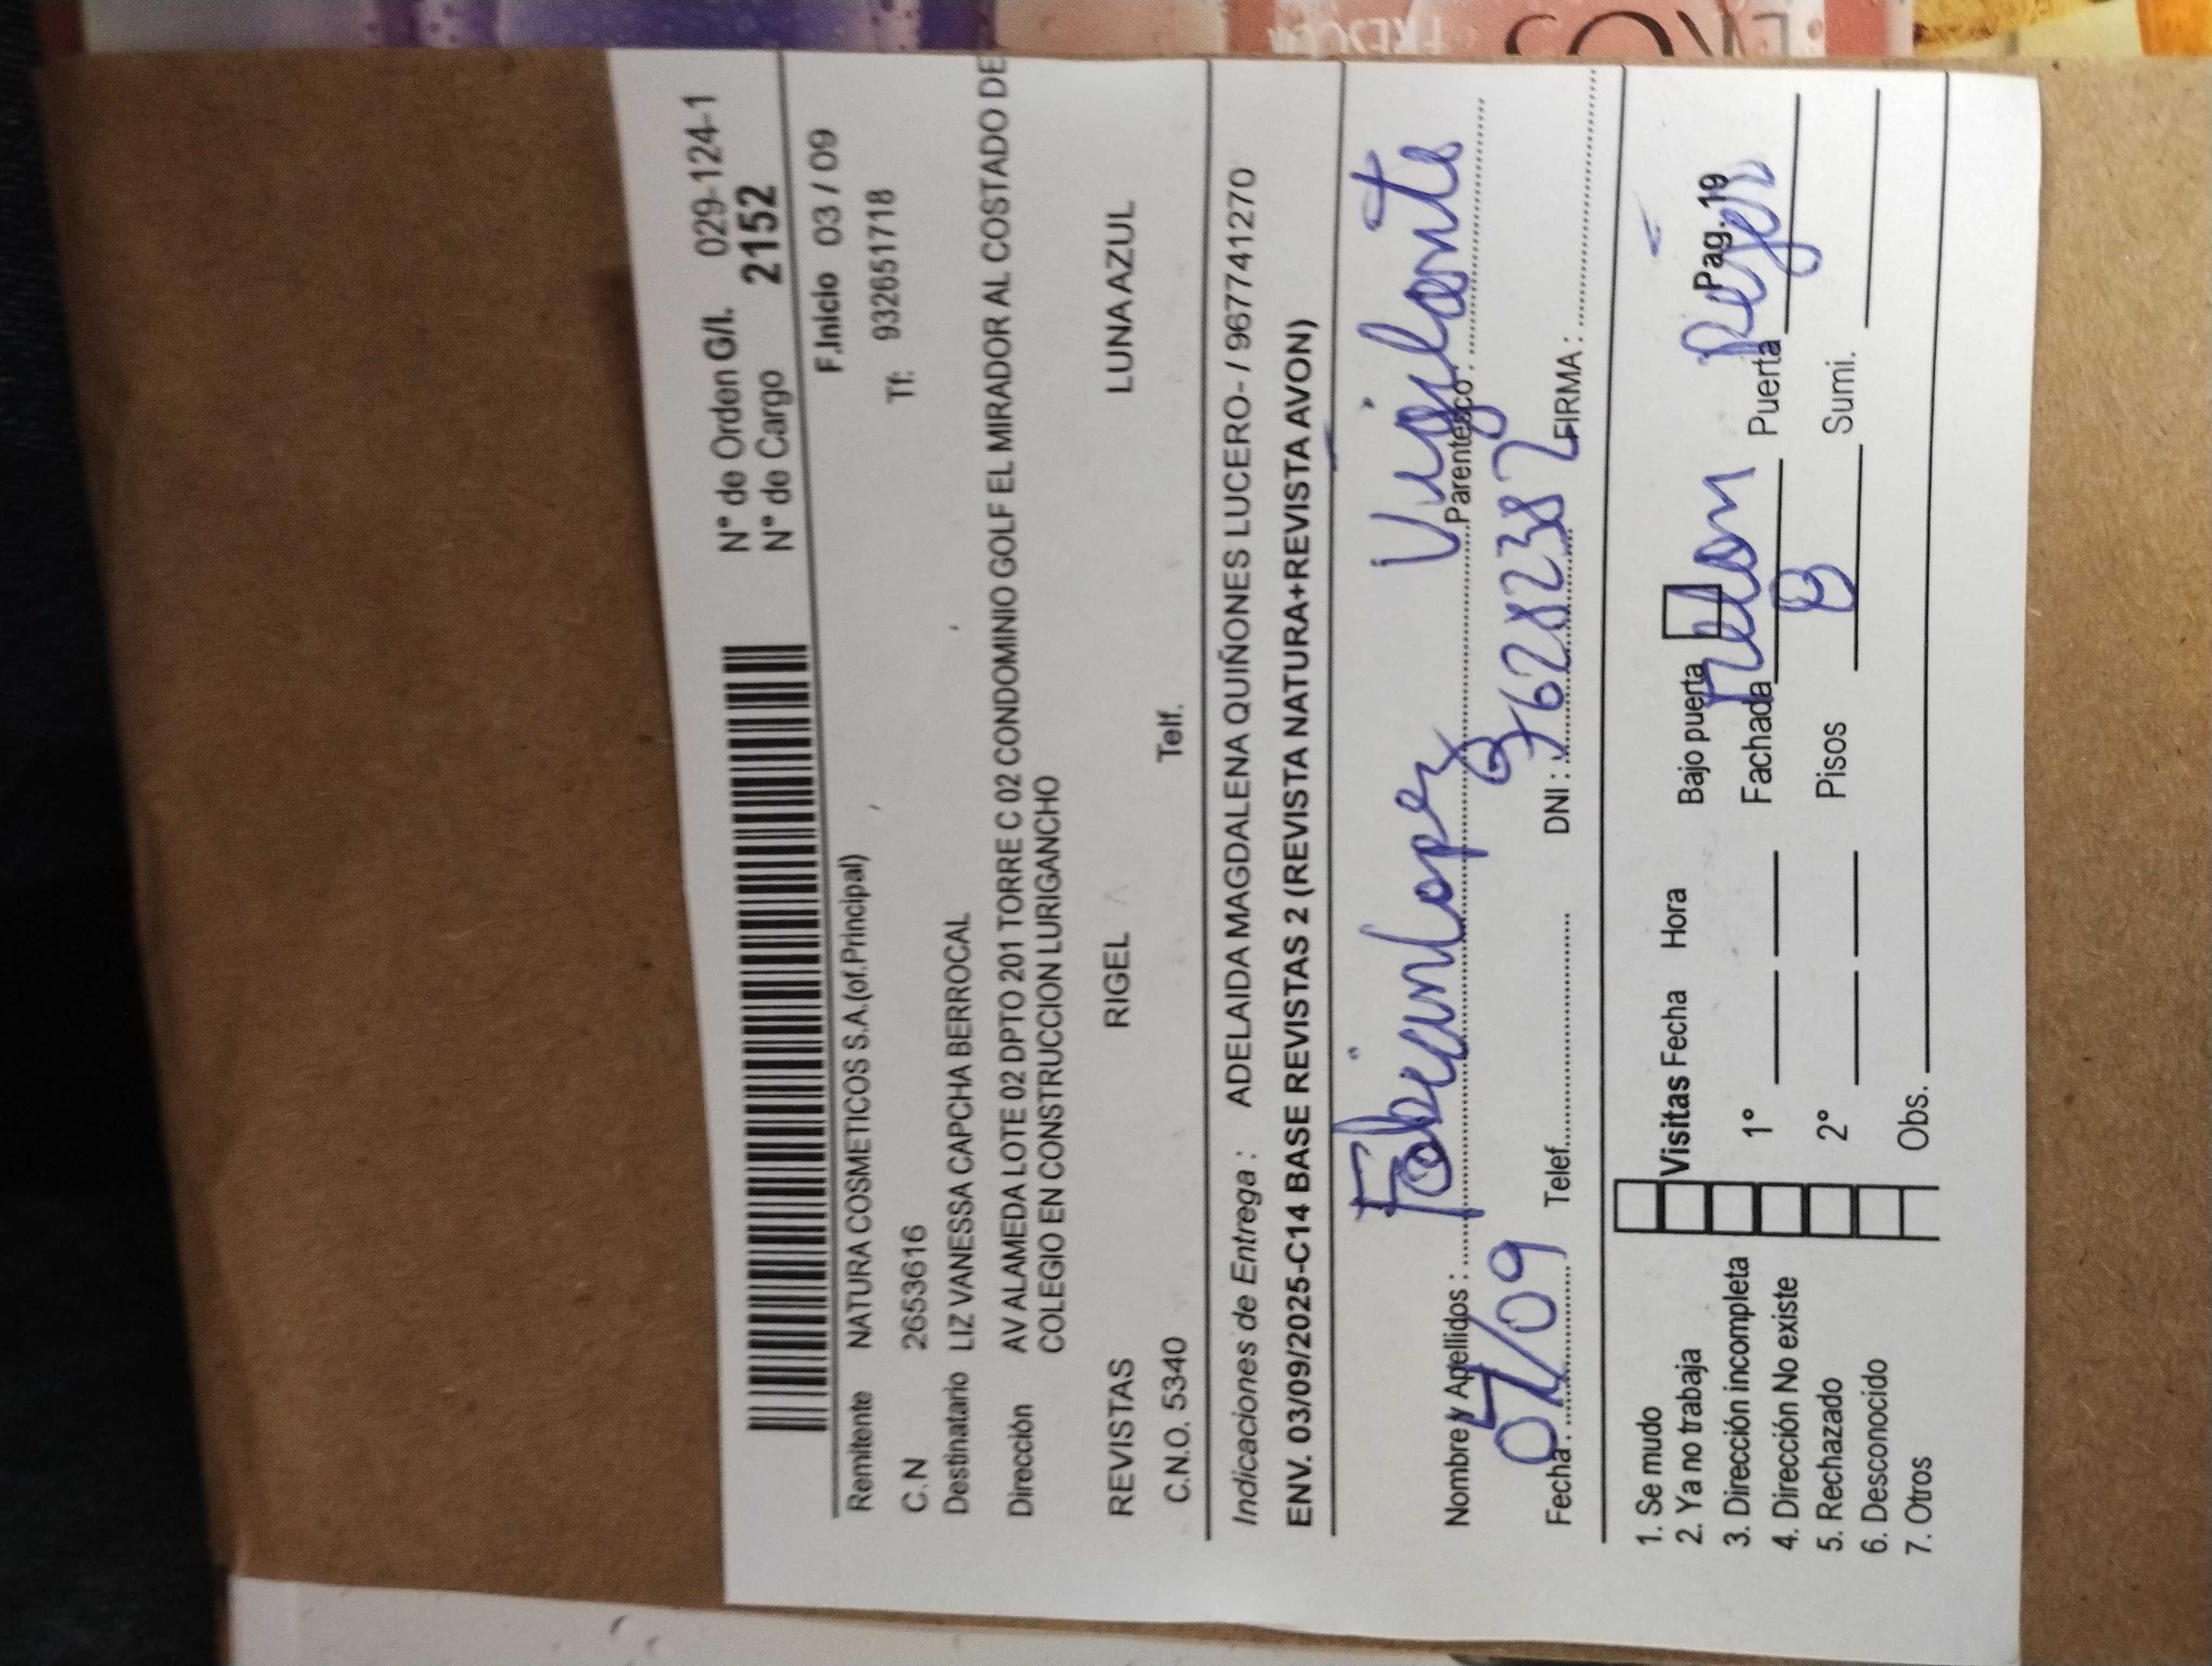 N° de Orden G/I. 029-124-1
N° de Cargo 2152
F.Inicio 03 / 09
Remitente NATURA COSMETICOS S.A.(of.Principal)
C.N 26536​16 Tf: 932651718
Destinatario LIZ VANESSA CAPCHA BERROCAL
Dirección AV ALAMEDA LOTE 02 DPTO 201 TORRE C 02 CONDOMINIO GOLF EL MIRADOR AL COSTADO DE
COLEGIO EN CONSTRUCCION LURIGANCHO
REVISTAS RIGEL LUNA AZUL
C.N.O. 5340 Telf.
Indicaciones de Entrega : ADELAIDA MAGDALENA QUIÑONES LUCERO- / 967741270
ENV. 03/09/2025-C14 BASE REVISTAS 2 (REVISTA NATURA+REVISTA AVON)
Nombre y Apellidos : Fabian Lopez Parentesco : Vigilante
Fecha : 07/09 Telef. DNI : 76282382 FIRMA :
1. Se mudo
2. Ya no trabaja
3. Dirección incompleta
4. Dirección No existe
5. Rechazado
6. Desconocido
7. Otros
Visitas Fecha Hora Bajo puerta Pag. 19
1° Fachada Puerta Rejas
2° Pisos Sumi.
Obs.
EKOS
FRESCOR